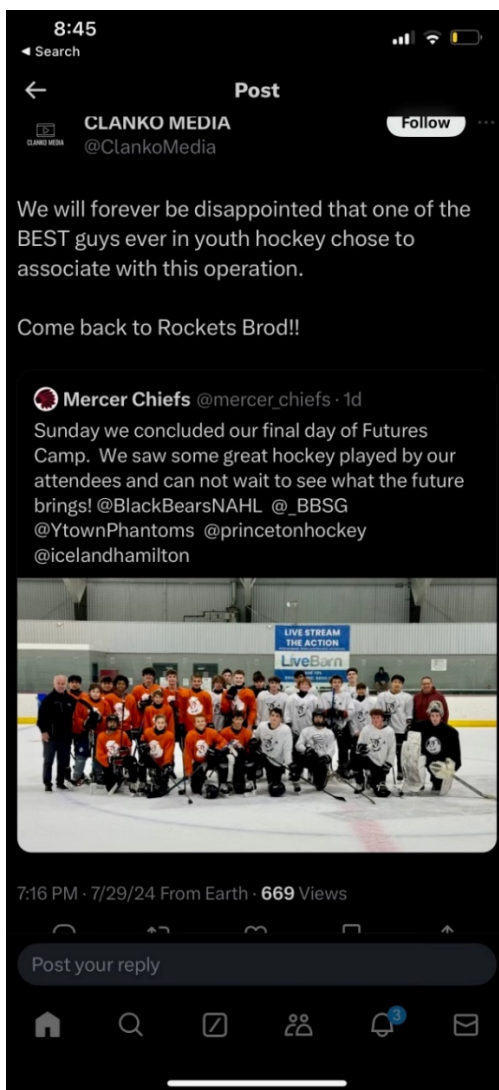 8:45
◄ Search
Post
CLANKO MEDIA
@ClankoMedia
Follow
CLANKO MEDIA
We will forever be disappointed that one of the
BEST guys ever in youth hockey chose to
associate with this operation.
Come back to Rockets Brod!!
Mercer Chiefs @mercer_chiefs · 1d
Sunday we concluded our final day of Futures
Camp. We saw some great hockey played by our
attendees and can not wait to see what the future
brings! @BlackBearsNAHL @_BBSG
@YtownPhantoms @princetonhockey
@icelandhamilton
LIVE STREAM
THE ACTION
LiveBarn
7:16 PM · 7/29/24 From Earth · 669 Views
Post your reply
3